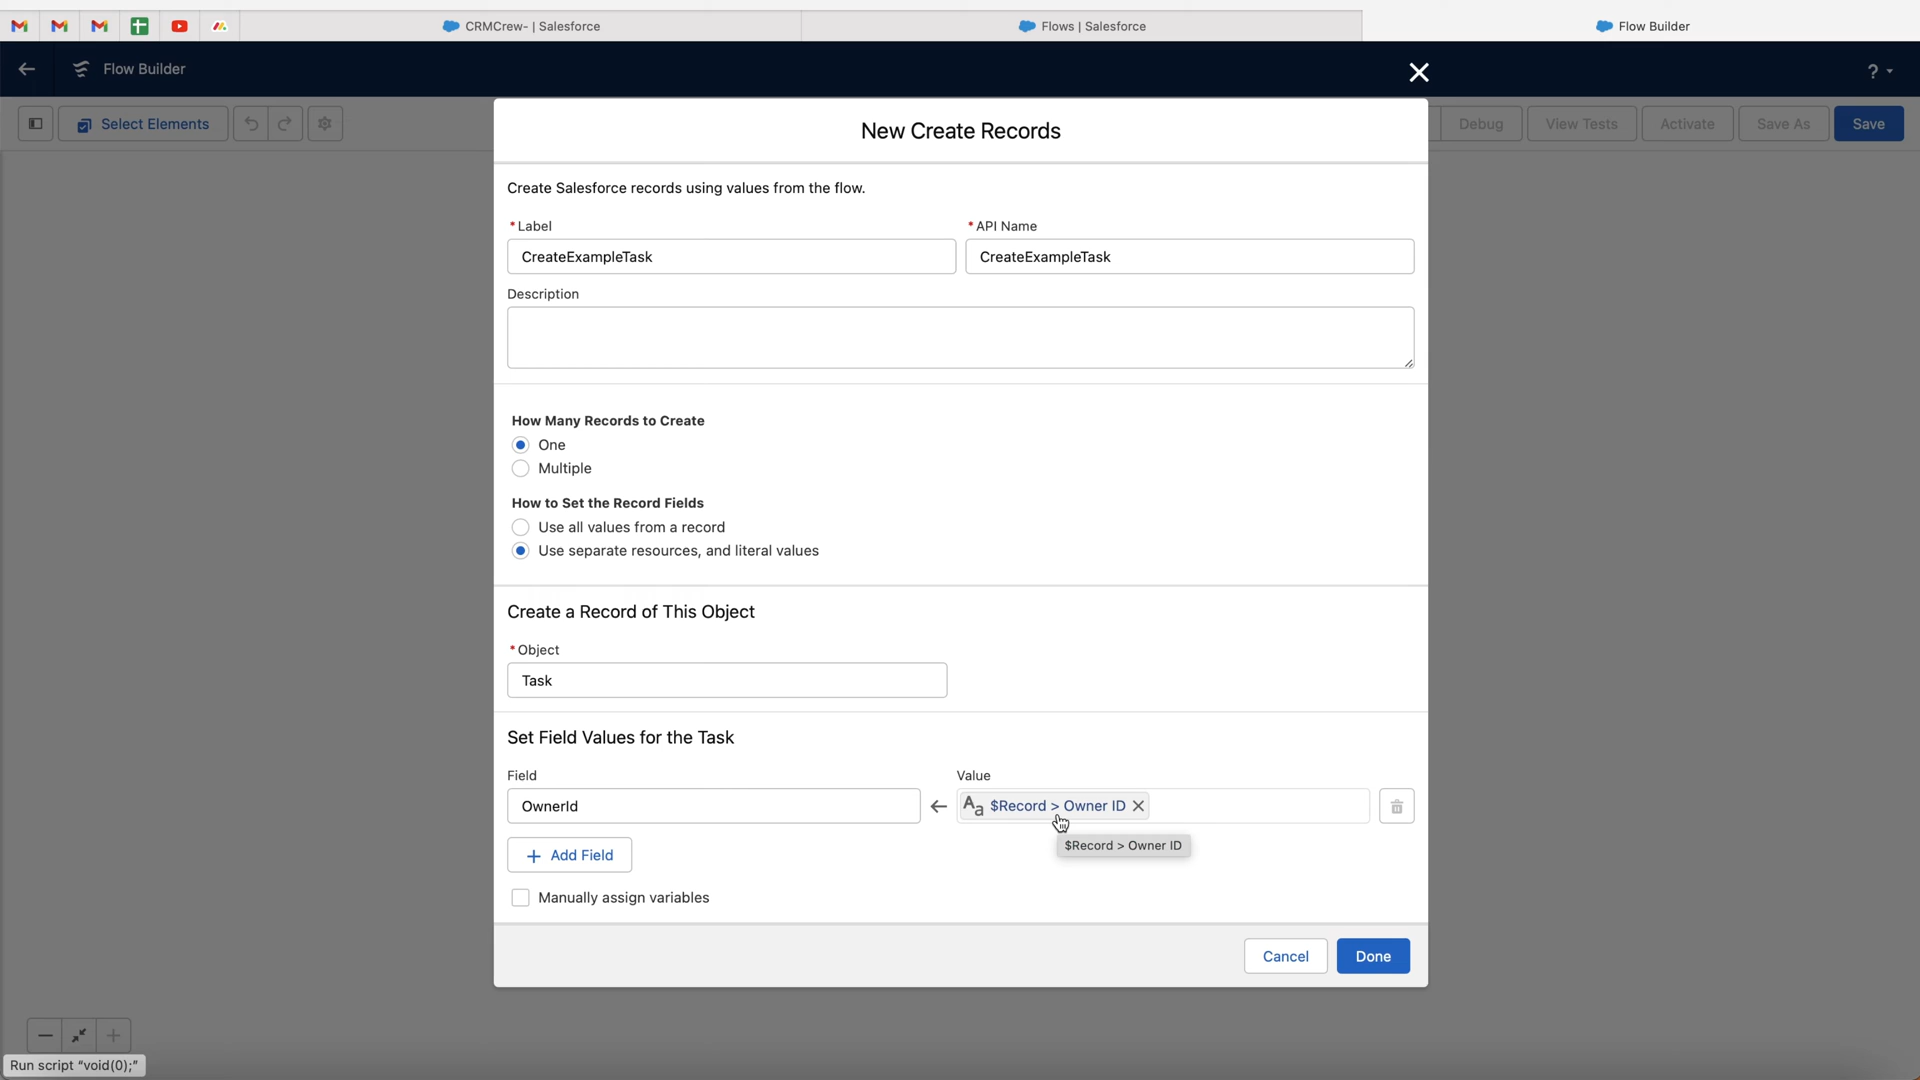 CRMCrew- | Salesforce
Flows | Salesforce
Flow Builder
Flow Builder
?
Select Elements
Debug
View Tests
Activate
Save As
Save
New Create Records
Create Salesforce records using values from the flow.
* Label
* API Name
CreateExampleTask
CreateExampleTask
Description
How Many Records to Create
One
Multiple
How to Set the Record Fields
Use all values from a record
Use separate resources, and literal values
Create a Record of This Object
* Object
Task
Set Field Values for the Task
Field
Value
OwnerId
Aa $Record > Owner ID
$Record > Owner ID
+ Add Field
Manually assign variables
Cancel
Done
Run script "void(0);"